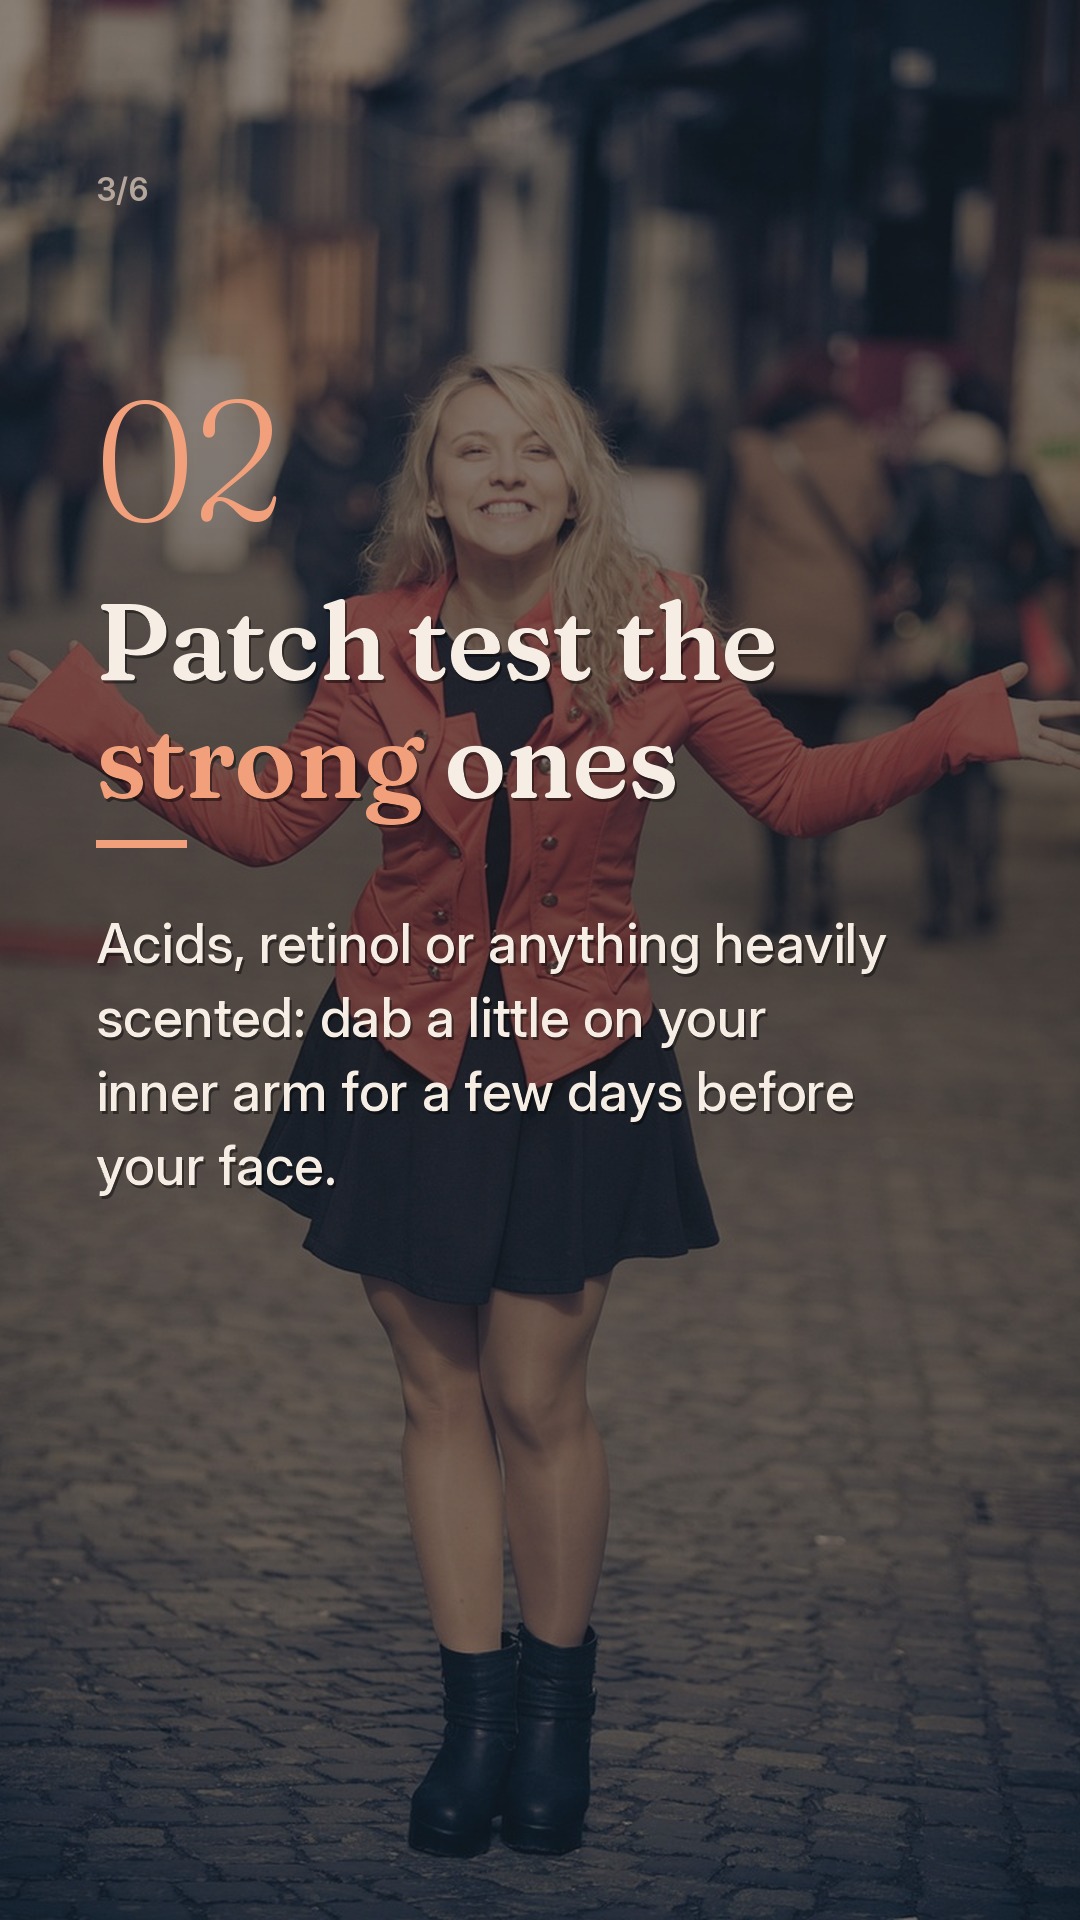 3/6
02
Patch test the
strong ones
Acids, retinol or anything heavily
scented: dab a little on your
inner arm for a few days before
your face.